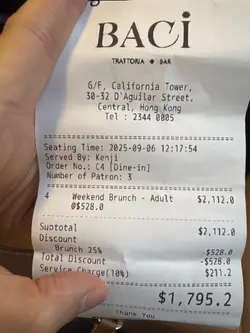 BACi
TRATTORIA BAR
G/F, California Tower,
30-32 D'Aguilar Street,
Central, Hong Kong
Tel : 2344 0005
Seating Time: 2025-09-06 12:17:54
Served By: Kenji
Order No.: C4 [Dine-in]
Number of Patron: 3
4 Weekend Brunch - Adult $2,112.0
@$528.0
Subtotal $2,112.0
Discount
Brunch 25% $528.0
Total Discount -$528.0
Service Charge(10%) $211.2
$1,795.2
Thank You